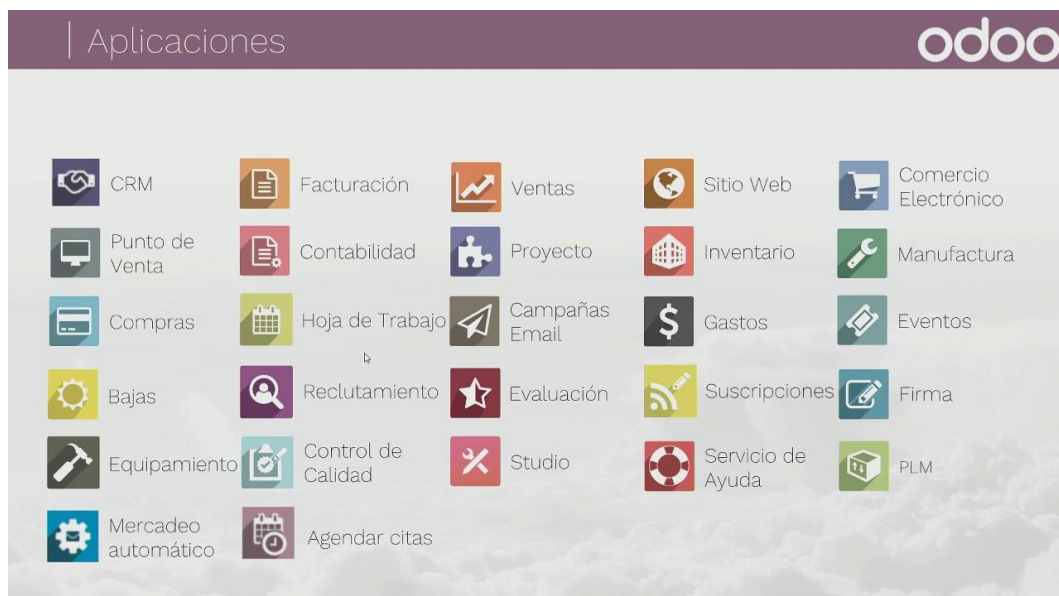 Aplicaciones
odoo
CRM
Facturación
Ventas
Sitio Web
Comercio
Electrónico
Punto de
Venta
Contabilidad
Proyecto
Inventario
Manufactura
Compras
Hoja de Trabajo
Campañas
Email
Gastos
Eventos
Bajas
Reclutamiento
Evaluación
Suscripciones
Firma
Equipamiento
Control de
Calidad
Studio
Servicio de
Ayuda
PLM
Mercadeo
automático
Agendar citas